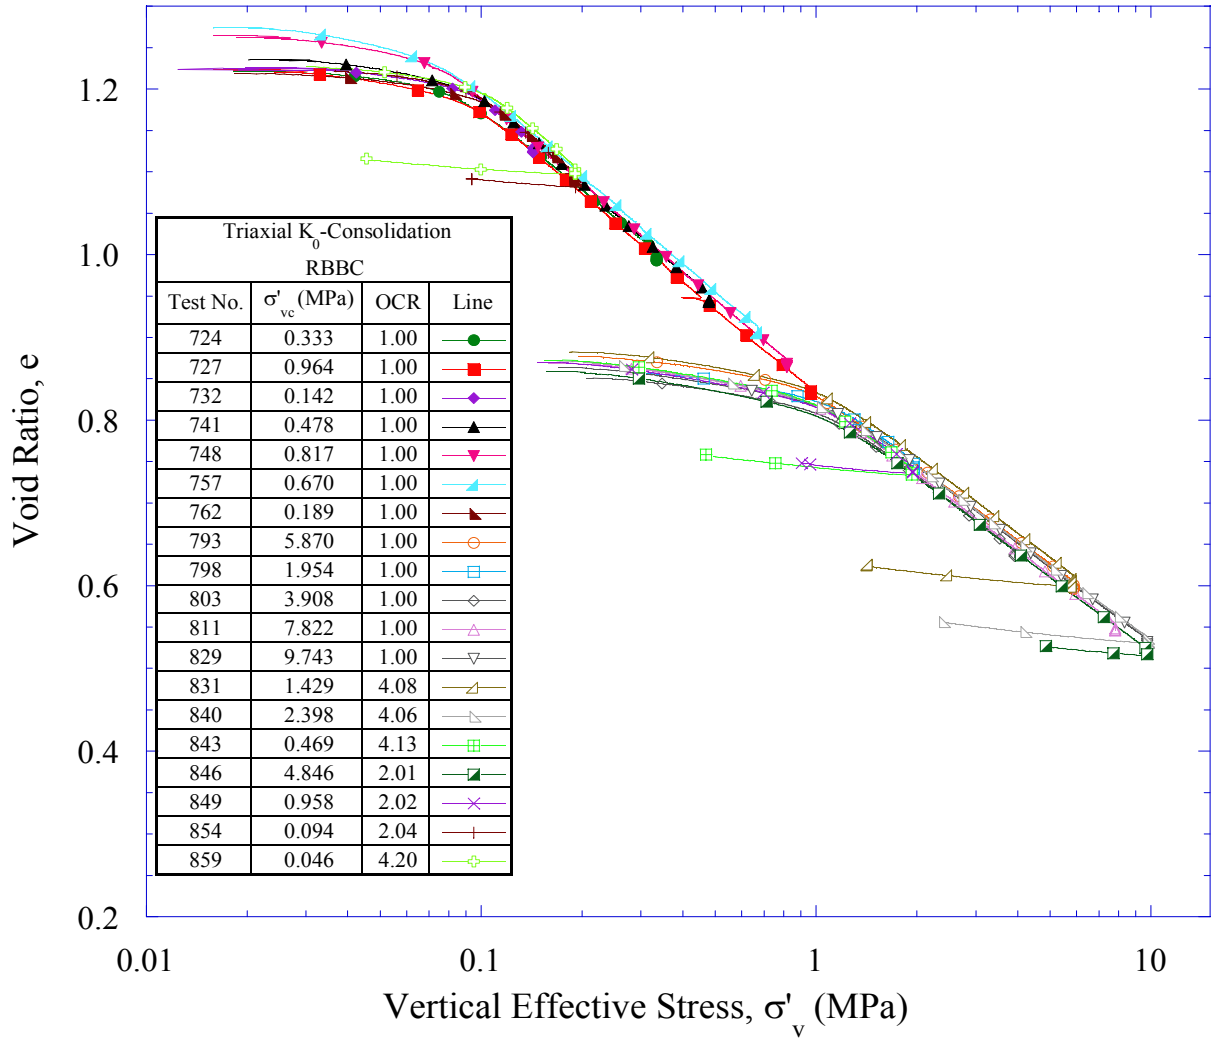 1.2
1.0
0.8
0.6
0.4
0.2
Void Ratio, e
Triaxial K0-Consolidation
RBBC
Test No. σ'vc (MPa) OCR Line
724 0.333 1.00
727 0.964 1.00
732 0.142 1.00
741 0.478 1.00
748 0.817 1.00
757 0.670 1.00
762 0.189 1.00
793 5.870 1.00
798 1.954 1.00
803 3.908 1.00
811 7.822 1.00
829 9.743 1.00
831 1.429 4.08
840 2.398 4.06
843 0.469 4.13
846 4.846 2.01
849 0.958 2.02
854 0.094 2.04
859 0.046 4.20
0.01 0.1 1 10
Vertical Effective Stress, σ'v (MPa)